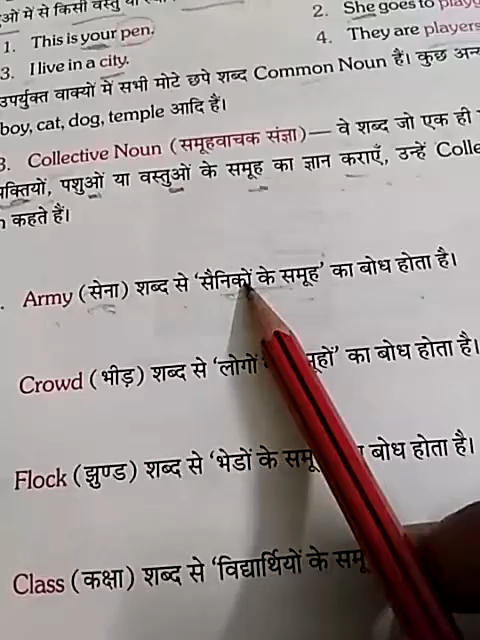 ओं में से किसी वस्तु या
1. This is your pen.
2. She goes to
3. I live in a city.
4. They are players
उपर्युक्त वाक्यों में सभी मोटे छपे शब्द Common Noun हैं। कुछ अन्य
boy, cat, dog, temple आदि हैं।
3. Collective Noun (समूहवाचक संज्ञा)— वे शब्द जो एक ही
व्यक्तियों, पशुओं या वस्तुओं के समूह का ज्ञान कराएँ, उन्हें Colle
कहते हैं।
Army (सेना) शब्द से 'सैनिकों के समूह' का बोध होता है।
Crowd (भीड़) शब्द से 'लोगों मूहों' का बोध होता है।
Flock (झुण्ड) शब्द से 'भेडों के समू बोध होता है।
Class (कक्षा) शब्द से 'विद्यार्थियों के समू